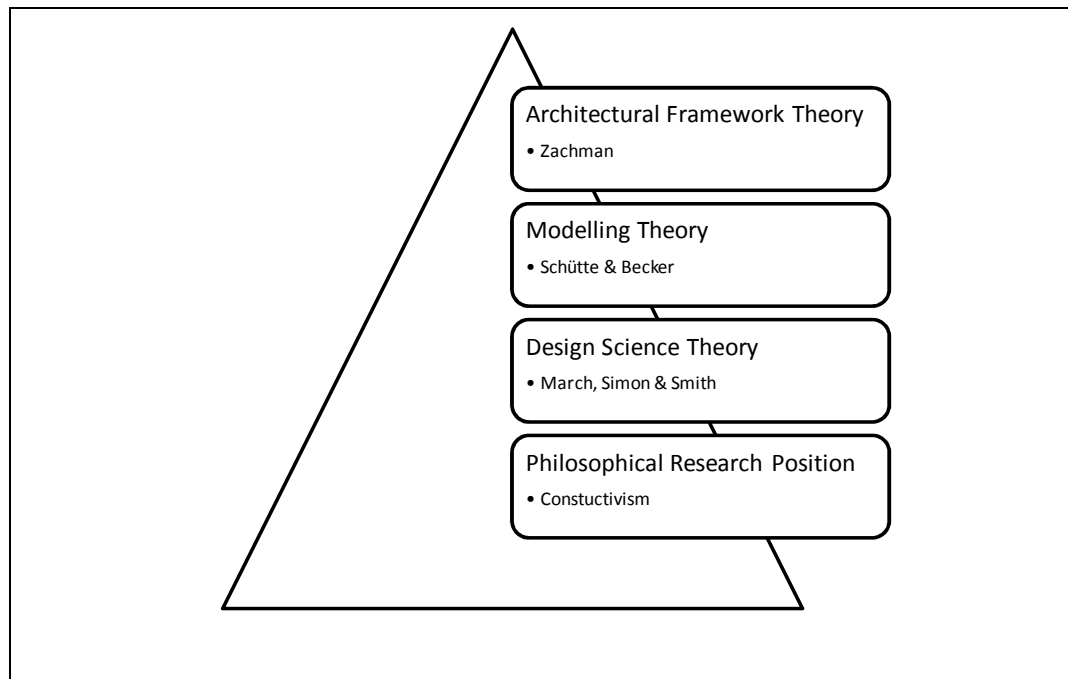 Architectural Framework Theory
• Zachman
Modelling Theory
• Schütte & Becker
Design Science Theory
• March, Simon & Smith
Philosophical Research Position
• Constuctivism